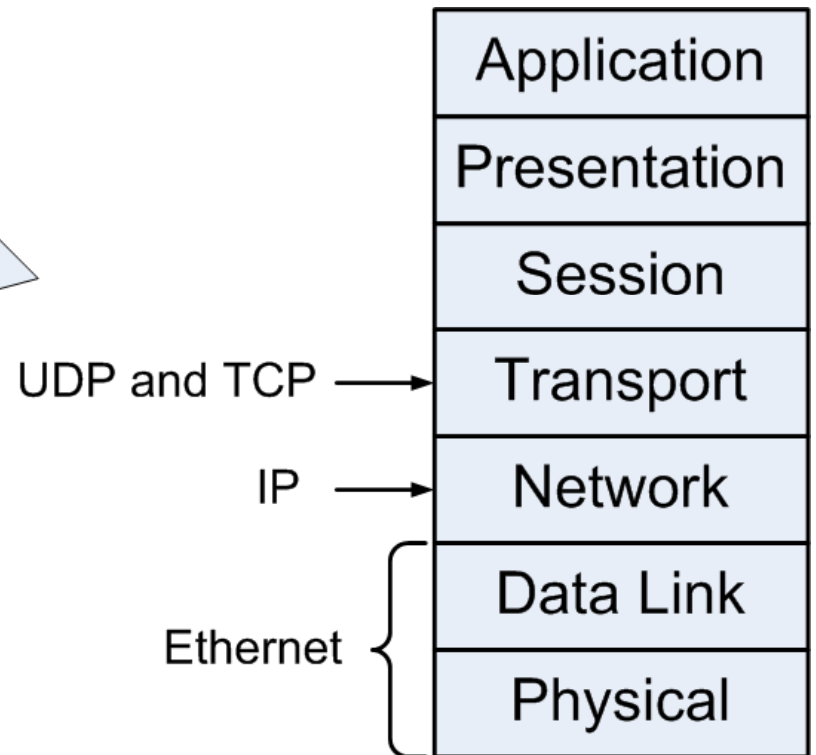 Application
Presentation
Session
UDP and TCP
Transport
IP
Network
Data Link
Ethernet
Physical